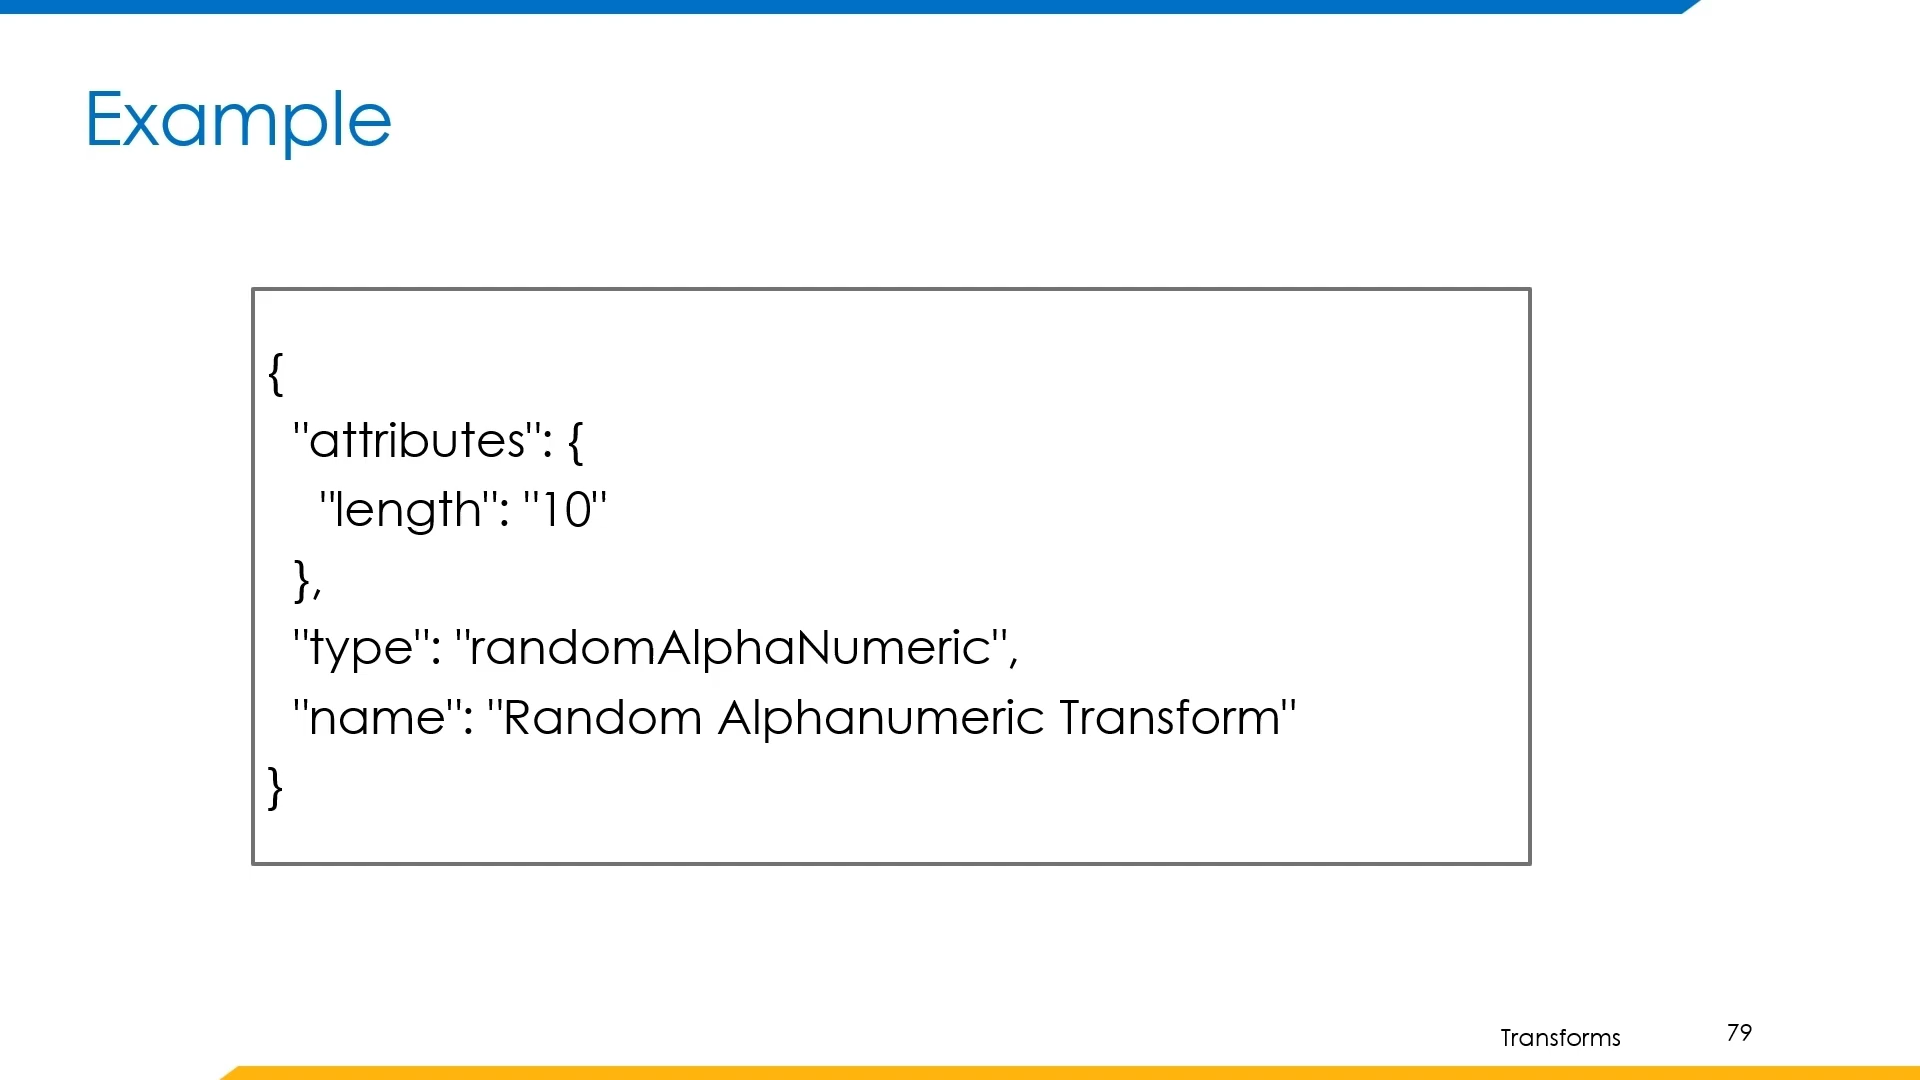 Example
{
"attributes": {
"length": "10"
},
"type": "randomAlphaNumeric",
"name": "Random Alphanumeric Transform"
}
Transforms 79